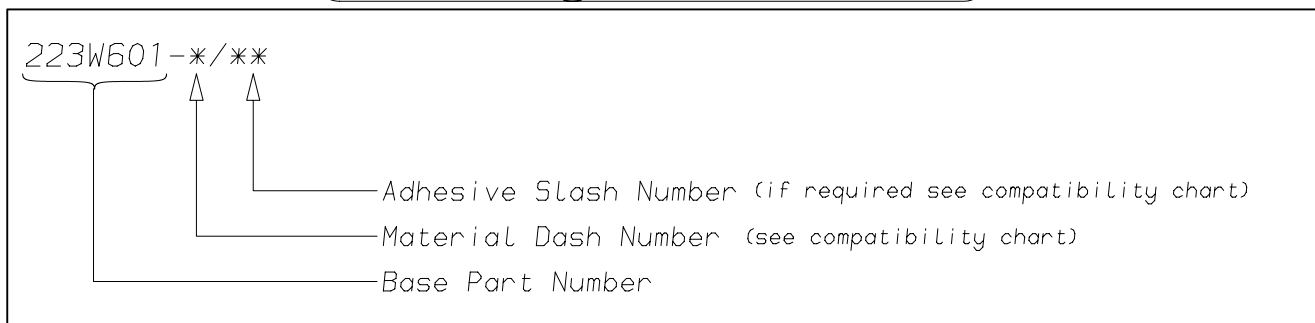 223W601-*/**
Adhesive Slash Number (if required see compatibility chart)
Material Dash Number (see compatibility chart)
Base Part Number